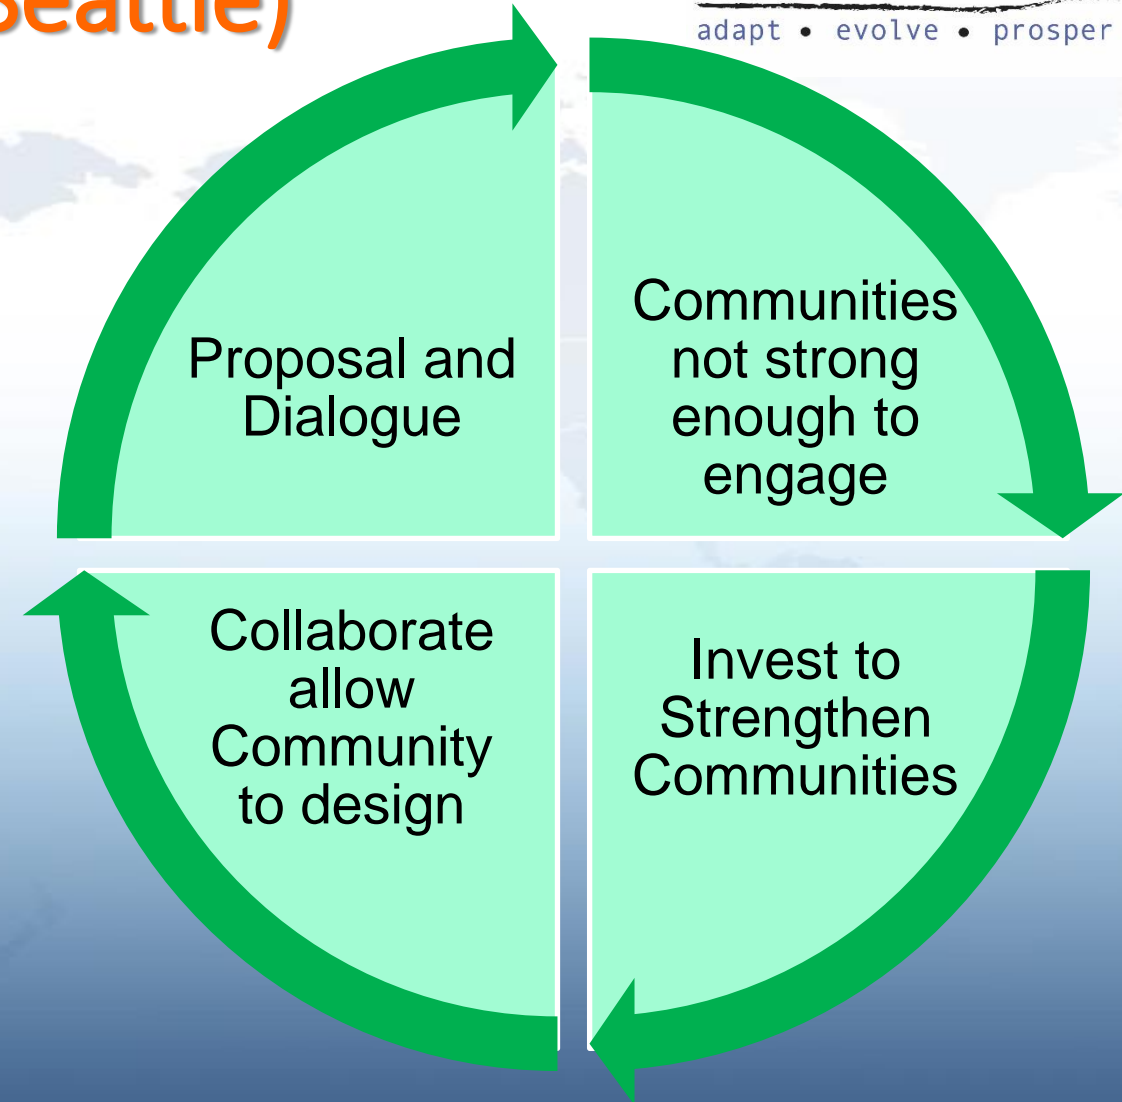 Seattle)
adapt • evolve • prosper
Proposal and
Dialogue
Communities
not strong
enough to
engage
Collaborate
allow
Community
to design
Invest to
Strengthen
Communities